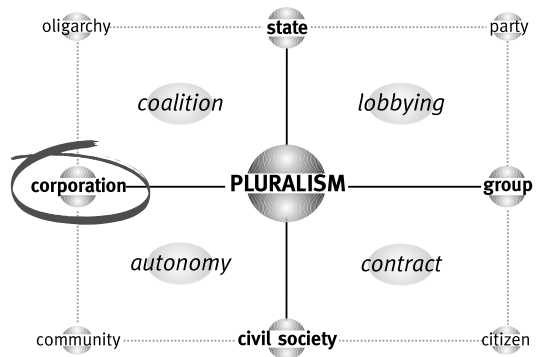 oligarchy
state
party
coalition
lobbying
corporation
PLURALISM
group
autonomy
contract
community
civil society
citizen